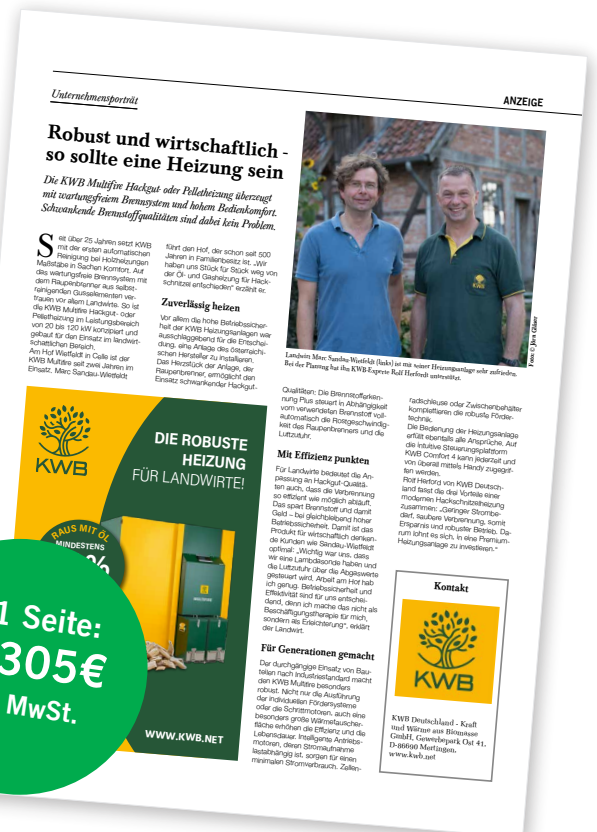 Unternehmensporträt
ANZEIGE
Robust und wirtschaftlich -
so sollte eine Heizung sein
Die KWB Multifire Hackgut- oder Pelletheizung überzeugt
mit wartungsfreiem Brennsystem und hohem Bedienkomfort.
Schwankende Brennstoffqualitäten sind dabei kein Problem.
Seit über 25 Jahren setzt KWB
mit der ersten automatischen
Reinigung bei Holzheizungen
Maßstäbe in Sachen Komfort. Auf
das wartungsfreie Brennsystem mit
dem Raupenbrenner aus selbst-
reinigenden Gusselementen ver-
trauen vor allem Landwirte. So ist
die KWB Multifire Hackgut- oder
Pelletheizung im Leistungsbereich
von 20 bis 120 kW konzipiert und
gebaut für den Einsatz im landwirt-
schaftlichen Bereich.
Am Hof Wietfeldt in Celle ist der
KWB Multifire seit zwei Jahren im
Einsatz. Marc Sandau-Wietfeldt
führt den Hof, der schon seit 500
Jahren in Familienbesitz ist. „Wir
haben uns Stück für Stück weg von
der Öl- und Gasheizung für Hack-
schnitzel entschieden" erzählt er.
Zuverlässig heizen
Vor allem die hohe Betriebssicher-
heit der KWB Heizungsanlagen war
ausschlaggebend für die Entschei-
dung, eine Anlage des österreichi-
schen Hersteller zu installieren.
Das Herzstück der Anlage, der
Raupenbrenner, ermöglicht den
Einsatz schwankender Hackgut-
Landwirt Marc Sandau-Wietfeldt (links) ist mit seiner Heizungsanlage sehr zufrieden.
Bei der Planung hat ihn KWB-Experte Rolf Herforth unterstützt.
Foto: © Jörn Gläser
Qualitäten: Die Brennstofferken-
nung Plus steuert in Abhängigkeit
vom verwendeten Brennstoff voll-
automatisch die Rostgeschwindig-
keit des Raupenbrenners und die
Luftzufuhr.
Mit Effizienz punkten
Für Landwirte bedeutet die An-
passung an Hackgut-Qualitä-
ten auch, dass die Verbrennung
so effizient wie möglich abläuft.
Das spart Brennstoff und damit
Geld – bei gleichbleibend hoher
Betriebssicherheit. Damit ist das
Produkt für wirtschaftlich denken-
de Kunden wie Sandau-Wietfeldt
optimal: „Wichtig war uns, dass
wir eine Lambdasonde haben und
die Luftzufuhr über die Abgaswerte
gesteuert wird. Arbeit am Hof hab
ich genug. Betriebssicherheit und
Effektivität sind für uns entschei-
dend, denn ich mache das nicht als
Beschäftigungstherapie für mich,
sondern als Erleichterung", erklärt
der Landwirt.
Für Generationen gemacht
Der durchgängige Einsatz von Bau-
teilen nach Industriestandard macht
den KWB Multifire besonders
robust. Nicht nur die Ausführung
der individuellen Fördersysteme
oder die Schrittmotoren, auch eine
besonders große Wärmetauscher-
fläche erhöhen die Effizienz und die
Lebensdauer. Intelligente Antriebs-
motoren, deren Stromaufnahme
lastabhängig ist, sorgen für einen
minimalen Stromverbrauch. Zellen-
radschleuse oder Zwischenbehälter
komplettieren die robuste Förder-
technik.
Die Bedienung der Heizungsanlage
erfüllt ebenfalls alle Ansprüche. Auf
die intuitive Steuerungsplattform
KWB Comfort 4 kann jederzeit und
von überall mittels Handy zugegrif-
fen werden.
Rolf Herford von KWB Deutsch-
land fasst die drei Vorteile einer
modernen Hackschnitzelheizung
zusammen: „Geringer Strombe-
darf, saubere Verbrennung, somit
Ersparnis und robuster Betrieb. Da-
rum lohnt es sich, in eine Premium-
Heizungsanlage zu investieren."
KWB
DIE ROBUSTE
HEIZUNG
FÜR LANDWIRTE!
RAUS MIT ÖL
MINDESTENS
%
WWW.KWB.NET
1 Seite:
305€
MwSt.
Kontakt
KWB
KWB Deutschland - Kraft
und Wärme aus Biomasse
GmbH, Gewerbepark Ost 41,
D-86690 Mertingen,
www.kwb.net